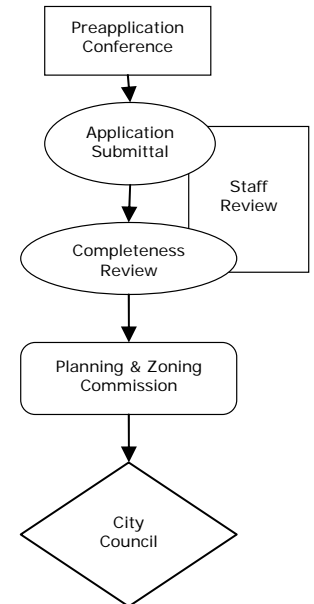 Preapplication
Conference
Application
Submittal
Staff
Review
Completeness
Review
Planning & Zoning
Commission
City
Council